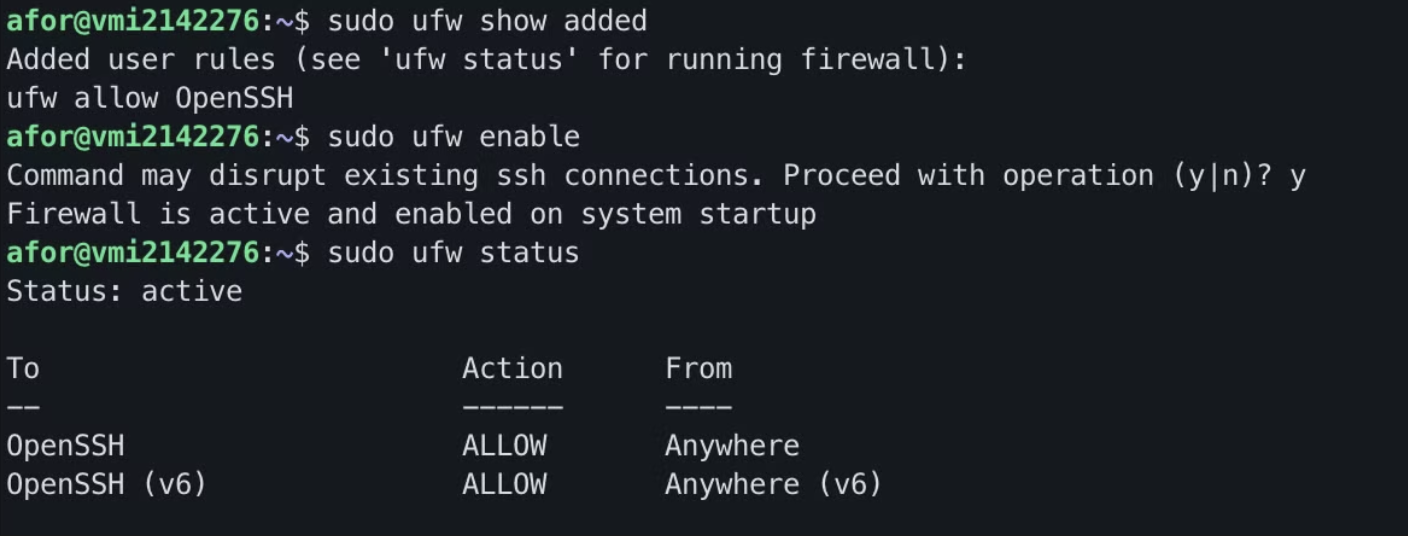 afor@vmi2142276:~$ sudo ufw show added
Added user rules (see 'ufw status' for running firewall):
ufw allow OpenSSH
afor@vmi2142276:~$ sudo ufw enable
Command may disrupt existing ssh connections. Proceed with operation (y|n)? y
Firewall is active and enabled on system startup
afor@vmi2142276:~$ sudo ufw status
Status: active

To                         Action      From
--                         ------      ----
OpenSSH                    ALLOW       Anywhere
OpenSSH (v6)               ALLOW       Anywhere (v6)